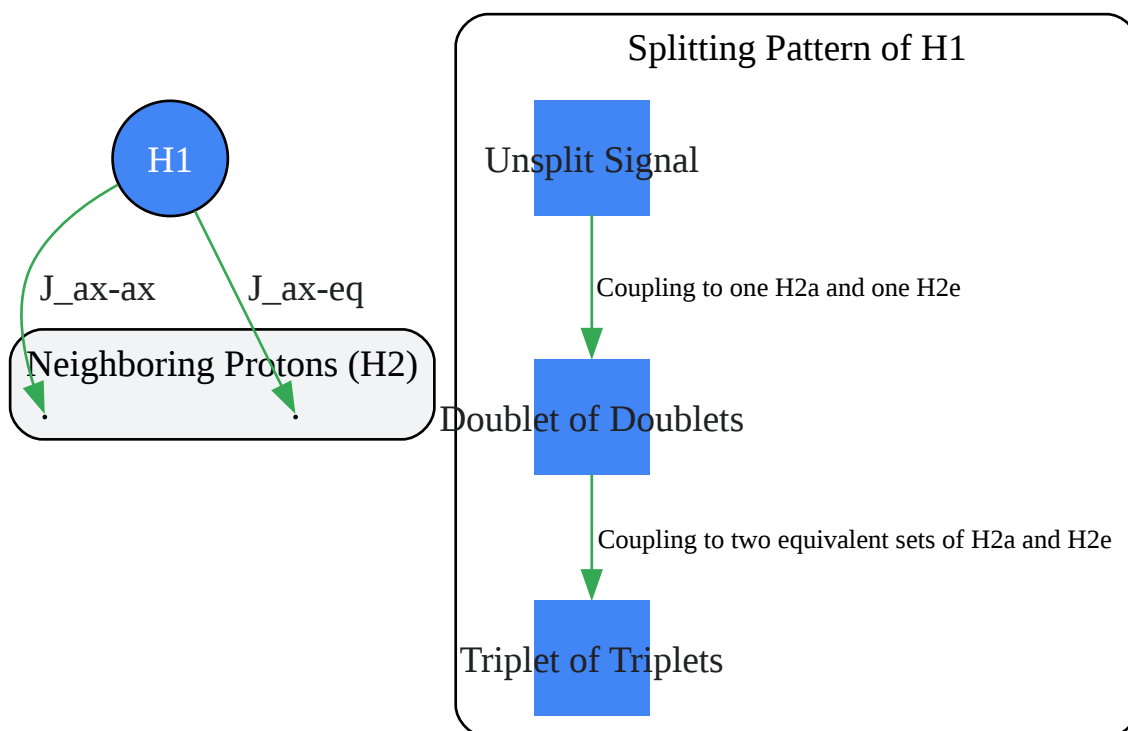 Splitting Pattern of H1
H1
Unsplit Signal
J_ax-ax
J_ax-eq
Coupling to one H2a and one H2e
Neighboring Protons (H2)
Doublet of Doublets
Coupling to two equivalent sets of H2a and H2e
Triplet of Triplets